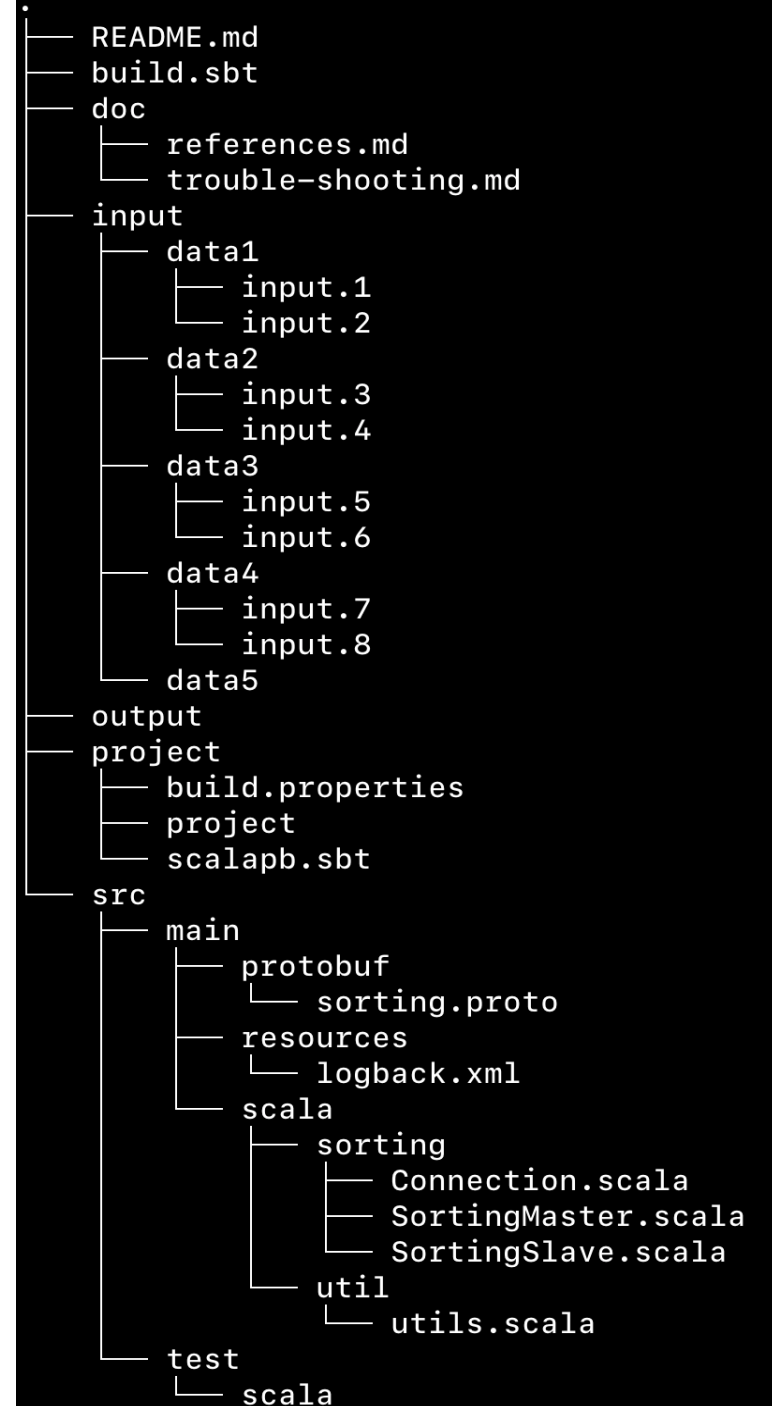 .
├── README.md
├── build.sbt
├── doc
│   ├── references.md
│   └── trouble-shooting.md
├── input
│   ├── data1
│   │   ├── input.1
│   │   └── input.2
│   ├── data2
│   │   ├── input.3
│   │   └── input.4
│   ├── data3
│   │   ├── input.5
│   │   └── input.6
│   ├── data4
│   │   ├── input.7
│   │   └── input.8
│   └── data5
├── output
├── project
│   ├── build.properties
│   ├── project
│   └── scalapb.sbt
└── src
    ├── main
    │   ├── protobuf
    │   │   └── sorting.proto
    │   ├── resources
    │   │   └── logback.xml
    │   └── scala
    │       ├── sorting
    │       │   ├── Connection.scala
    │       │   ├── SortingMaster.scala
    │       │   └── SortingSlave.scala
    │       └── util
    │           └── utils.scala
    └── test
        └── scala